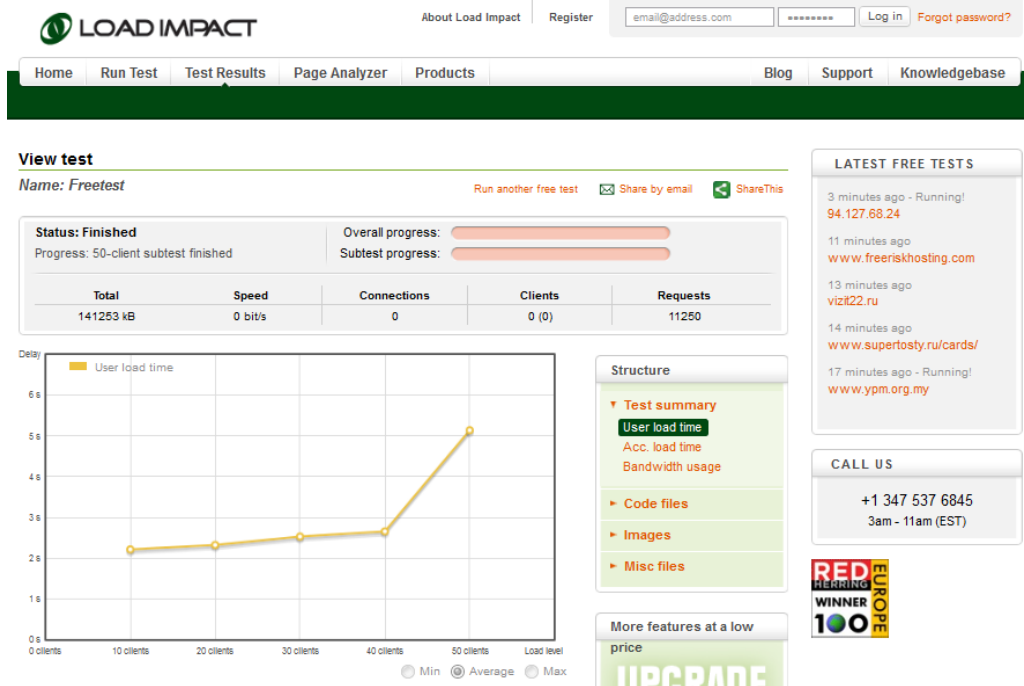 LOAD IMPACT
About Load Impact
Register
email@address.com
Log in
Forgot password?
Home
Run Test
Test Results
Page Analyzer
Products
Blog
Support
Knowledgebase
View test
Name: Freetest
Run another free test
Share by email
ShareThis
Status: Finished
Progress: 50-client subtest finished
Overall progress:
Subtest progress:
Total Speed Connections Clients Requests
141253 kB 0 bit/s 0 0 (0) 11250
Delay
User load time
6 s
5 s
4 s
3 s
2 s
1 s
0 s
0 clients 10 clients 20 clients 30 clients 40 clients 50 clients Load level
Min Average Max
Structure
Test summary
User load time
Acc. load time
Bandwidth usage
Code files
Images
Misc files
More features at a low
price
UPGRADE
LATEST FREE TESTS
3 minutes ago - Running!
94.127.68.24
11 minutes ago
www.freeriskhosting.com
13 minutes ago
vizit22.ru
14 minutes ago
www.supertosty.ru/cards/
17 minutes ago - Running!
www.ypm.org.my
CALL US
+1 347 537 6845
3am - 11am (EST)
RED
HERRING
WINNER
100
EUROPE